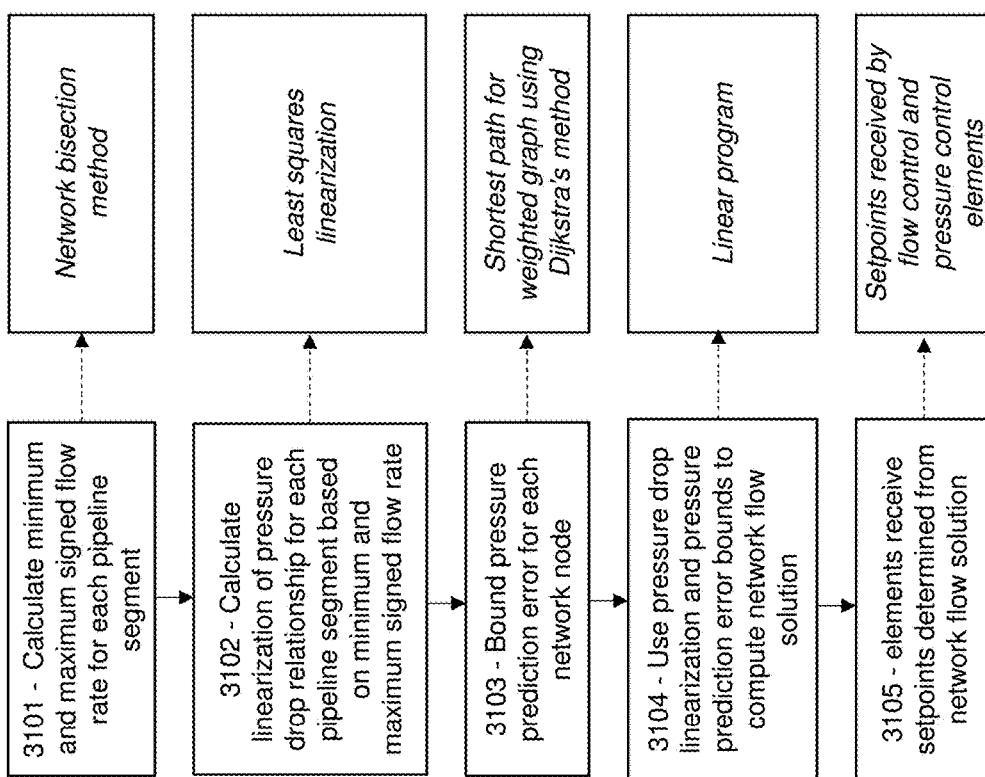 3101 - Calculate minimum
and maximum signed flow
rate for each pipeline
segment
Network bisection
method
3102 - Calculate
linearization of pressure
drop relationship for each
pipeline segment based
on minimum and
maximum signed flow rate
Least squares
linearization
3103 - Bound pressure
prediction error for each
network node
Shortest path for
weighted graph using
Dijkstra's method
3104 - Use pressure drop
linearization and pressure
prediction error bounds to
compute network flow
solution
Linear program
3105 - elements receive
setpoints determined from
network flow solution
Setpoints received by
flow control and
pressure control
elements